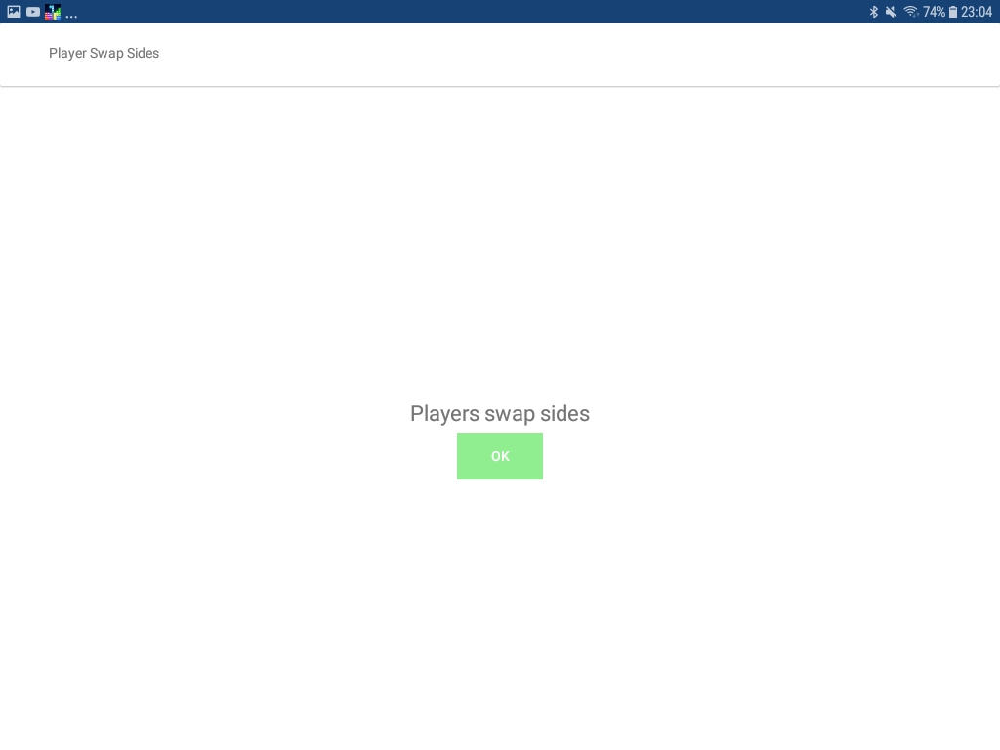 ... 74% 23:04
Player Swap Sides
Players swap sides
OK